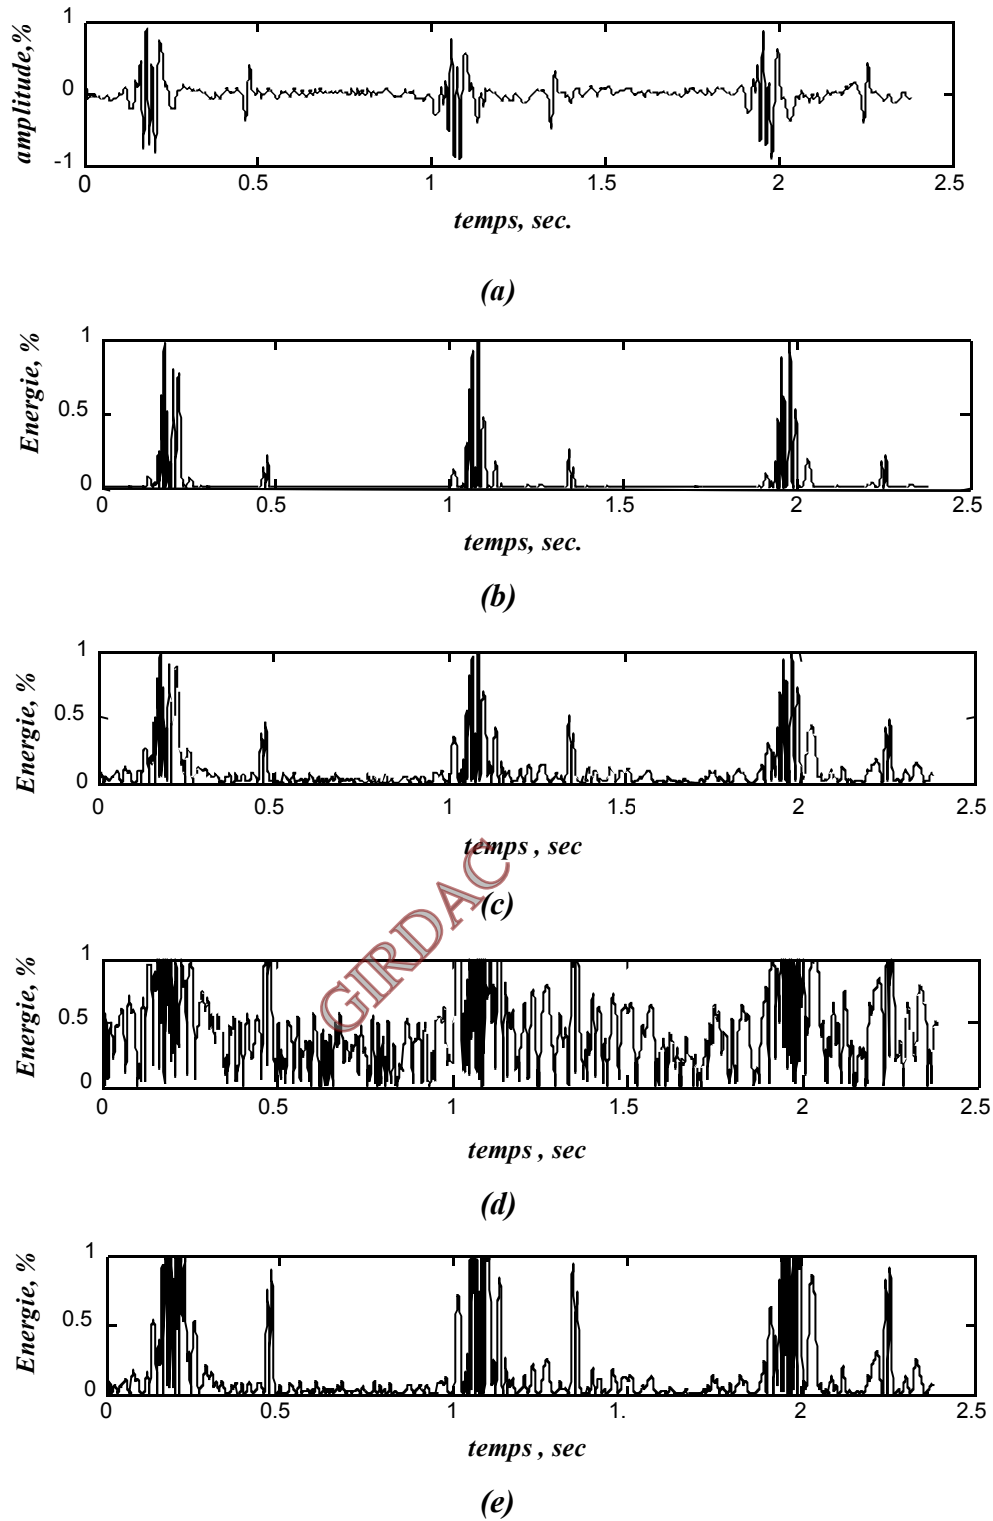 amplitude,%
1
0
-1
0 0.5 1 1.5 2 2.5
temps, sec.
(a)
Energie, %
1
0.5
0
0 0.5 1 1.5 2 2.5
temps, sec.
(b)
Energie, %
1
0.5
0
0 0.5 1 1.5 2 2.5
temps , sec
(c)
GIRDAC
Energie, %
1
0.5
0
0 0.5 1 1.5 2 2.5
temps , sec
(d)
Energie, %
1
0.5
0
0 0.5 1 1. 2 2.5
temps , sec
(e)